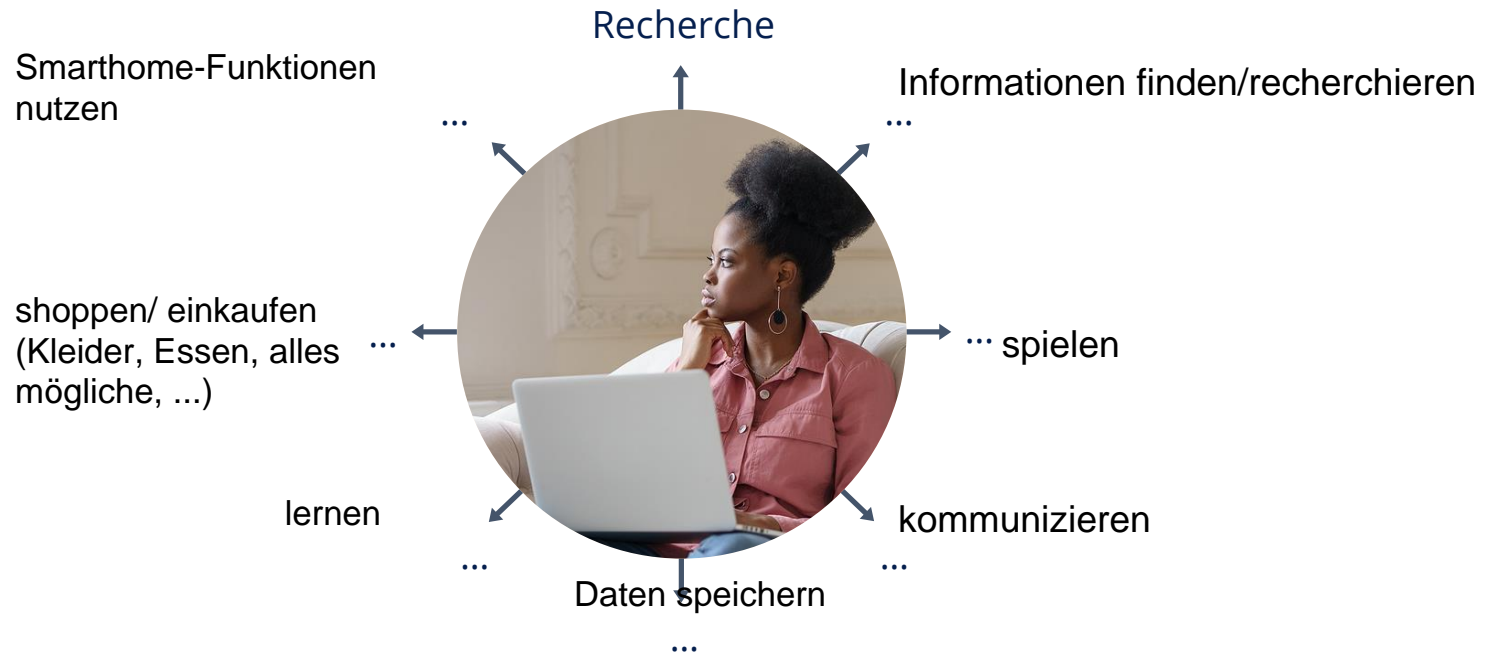 Recherche
Smarthome-Funktionen
nutzen
...
Informationen finden/recherchieren
...
shoppen/ einkaufen
(Kleider, Essen, alles
mögliche, ...)
...
... spielen
lernen
...
kommunizieren
...
Daten speichern
...